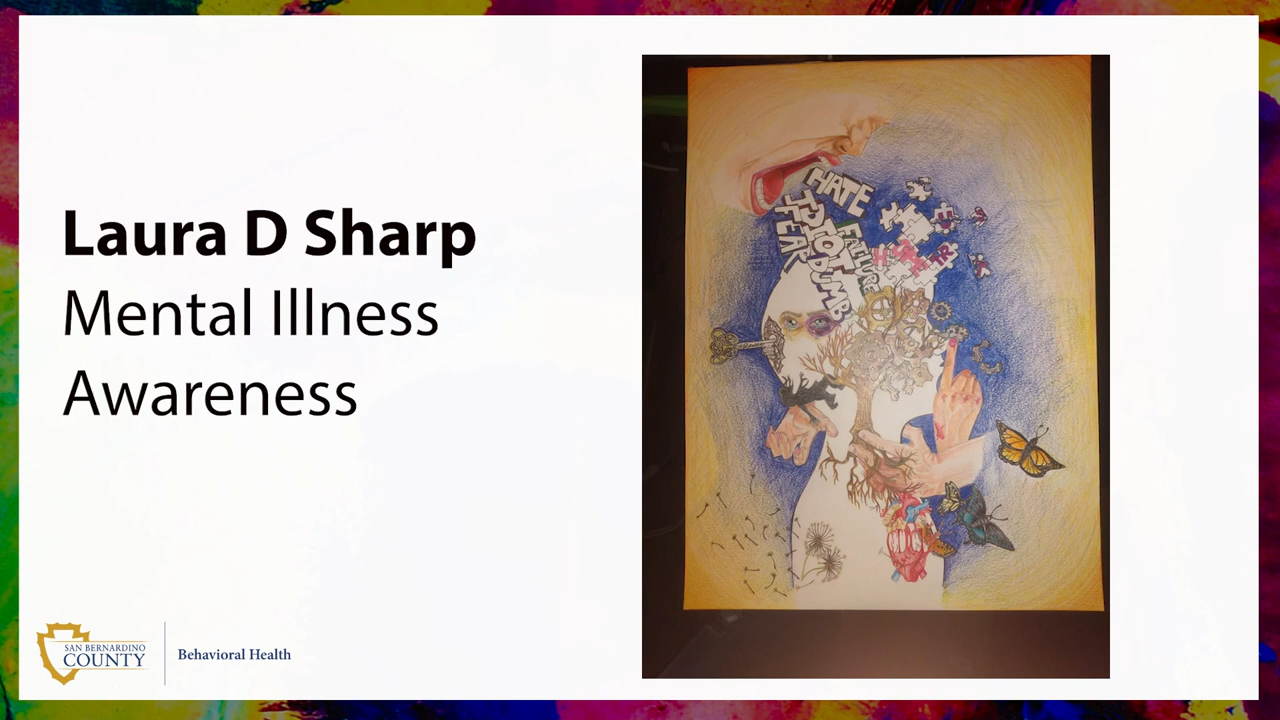 Laura D Sharp
Mental Illness
Awareness
HATE
IDIOT
FEAR
FAILURE
DUMB
SAN BERNARDINO
COUNTY
Behavioral Health